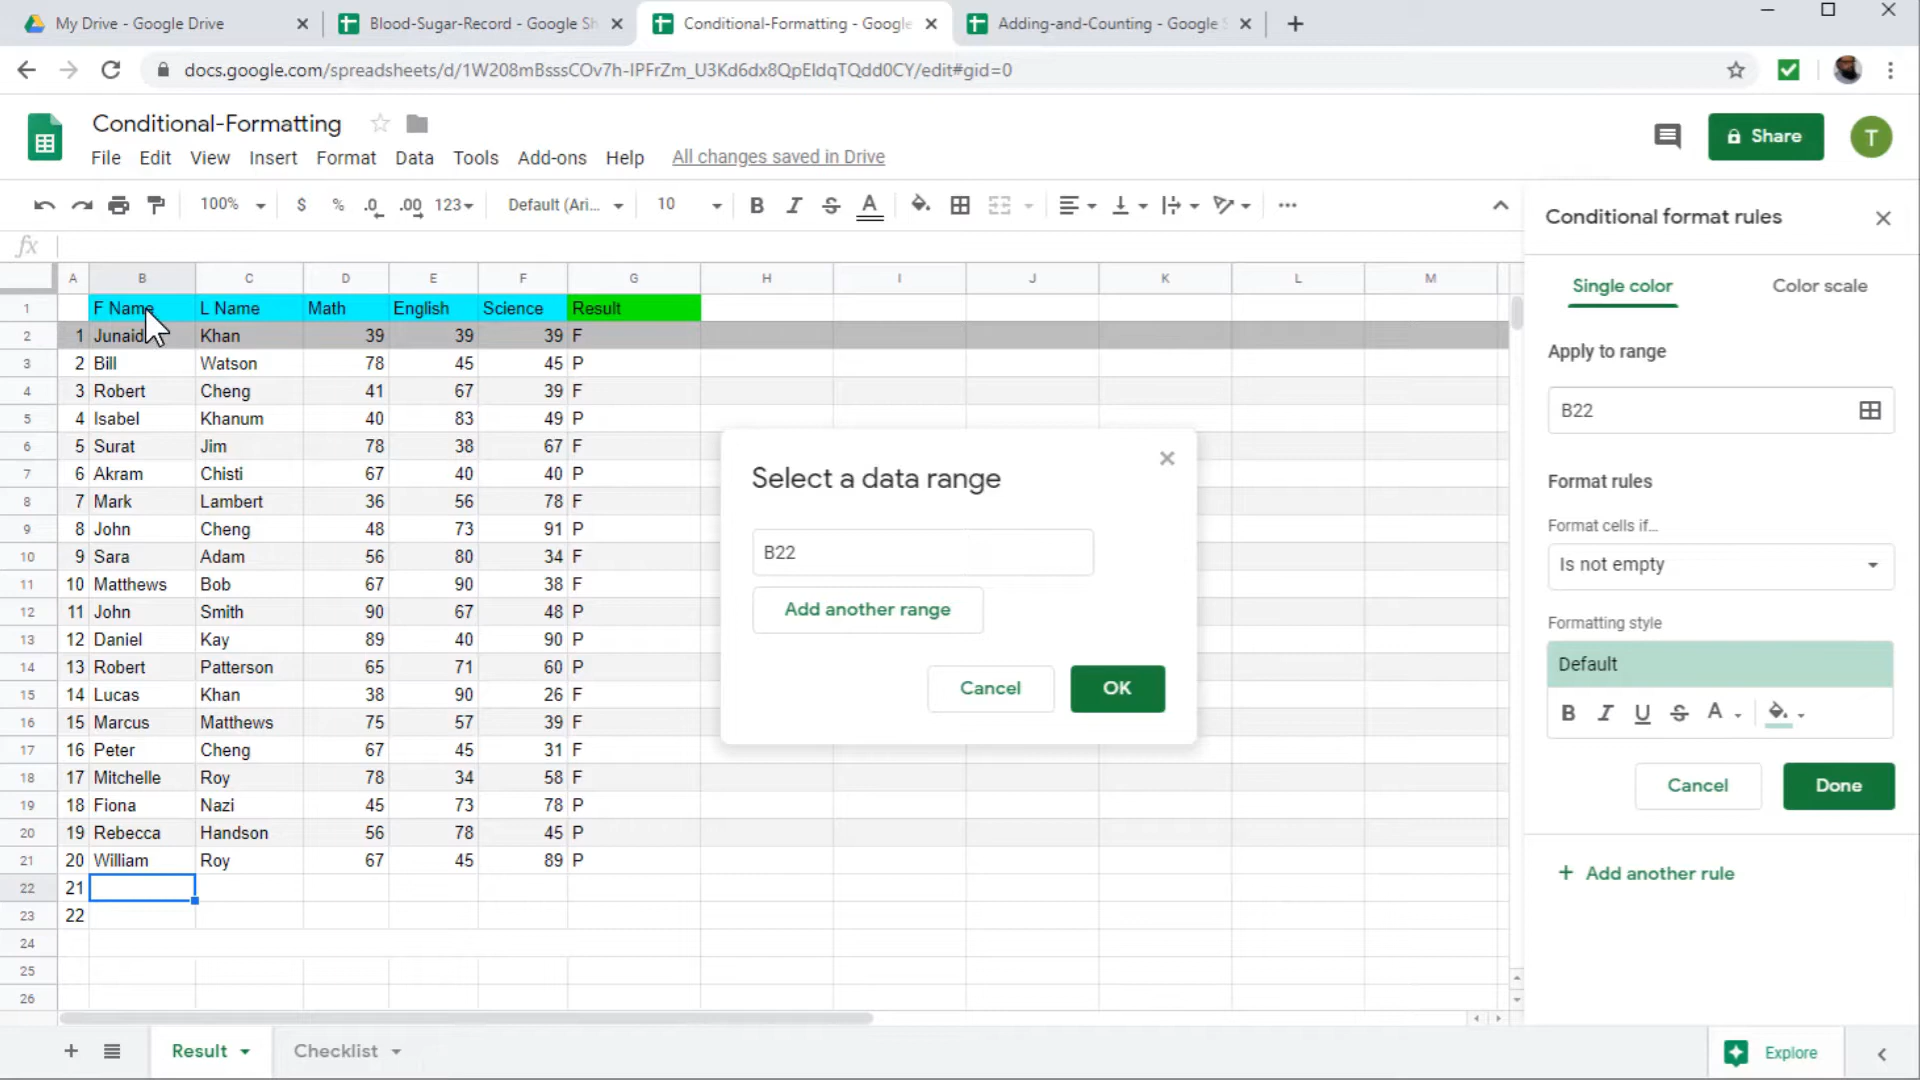 My Drive - Google Drive
Blood-Sugar-Record - Google Sh
Conditional-Formatting - Google
Adding-and-Counting - Google S
docs.google.com/spreadsheets/d/1W208mBsssCOv7h-IPFrZm_U3Kd6dx8QpEIdqTQdd0CY/edit#gid=0
Conditional-Formatting
File Edit View Insert Format Data Tools Add-ons Help All changes saved in Drive
Share
T
100% $ % .0 .00 123 Default (Ari... 10 B I S A
fx
Conditional format rules
Single color
Color scale
Apply to range
B22
Format rules
Format cells if...
Is not empty
Formatting style
Default
B I U S A
Cancel
Done
+ Add another rule
A B C D E F G H I J K L M
1 F Name L Name Math English Science Result
2 1 Junaid Khan 39 39 39 F
3 2 Bill Watson 78 45 45 P
4 3 Robert Cheng 41 67 39 F
5 4 Isabel Khanum 40 83 49 P
6 5 Surat Jim 78 38 67 F
7 6 Akram Chisti 67 40 40 P
8 7 Mark Lambert 36 56 78 F
9 8 John Cheng 48 73 91 P
10 9 Sara Adam 56 80 34 F
11 10 Matthews Bob 67 90 38 F
12 11 John Smith 90 67 48 P
13 12 Daniel Kay 89 40 90 P
14 13 Robert Patterson 65 71 60 P
15 14 Lucas Khan 38 90 26 F
16 15 Marcus Matthews 75 57 39 F
17 16 Peter Cheng 67 45 31 F
18 17 Mitchelle Roy 78 34 58 F
19 18 Fiona Nazi 45 73 78 P
20 19 Rebecca Handson 56 78 45 P
21 20 William Roy 67 45 89 P
22 21
23 22
24
25
26
Select a data range
B22
Add another range
Cancel
OK
Result
Checklist
Explore